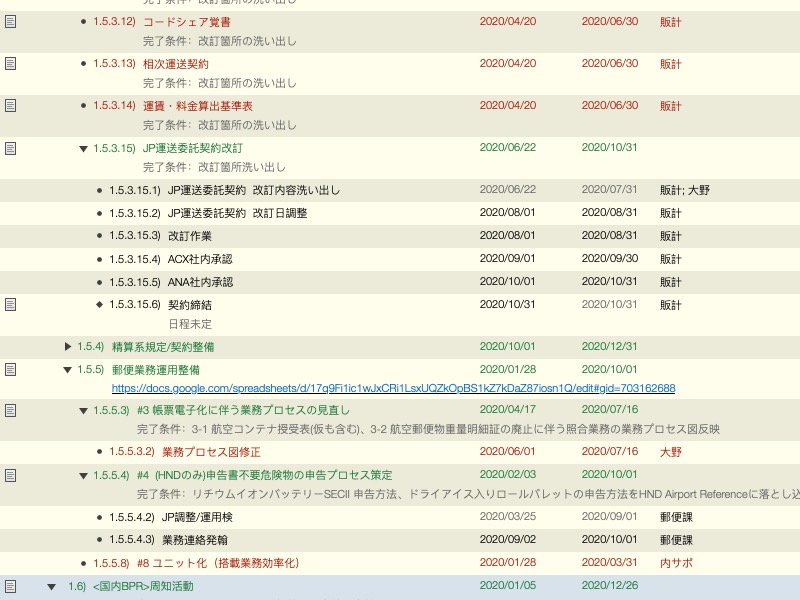 1.5.3.12) コードシェア覚書 2020/04/20 2020/06/30 販計
完了条件: 改訂箇所の洗い出し
1.5.3.13) 相次運送契約 2020/04/20 2020/06/30 販計
完了条件: 改訂箇所の洗い出し
1.5.3.14) 運賃・料金算出基準表 2020/04/20 2020/06/30 販計
完了条件: 改訂箇所の洗い出し
1.5.3.15) JP運送委託契約改訂 2020/06/22 2020/10/31
完了条件: 改訂箇所洗い出し
1.5.3.15.1) JP運送委託契約 改訂内容洗い出し 2020/06/22 2020/07/31 販計; 大野
1.5.3.15.2) JP運送委託契約 改訂日調整 2020/08/01 2020/08/31 販計
1.5.3.15.3) 改訂作業 2020/08/01 2020/08/31 販計
1.5.3.15.4) ACX社内承認 2020/09/01 2020/09/30 販計
1.5.3.15.5) ANA社内承認 2020/10/01 2020/10/31 販計
1.5.3.15.6) 契約締結 2020/10/31 2020/10/31 販計
日程未定
1.5.4) 精算系規定/契約整備 2020/10/01 2020/12/31
1.5.5) 郵便業務運用整備 2020/01/28 2020/10/01
https://docs.google.com/spreadsheets/d/17q9Fi1ic1wJxCRi1LsxUQZkOpBS1kZ7kDaZ87iosn1Q/edit#gid=703162688
1.5.5.3) #3 帳票電子化に伴う業務プロセスの見直し 2020/04/17 2020/07/16
完了条件: 3-1 航空コンテナ授受表(仮も含む)、3-2 航空郵便物重量明細証の廃止に伴う照合業務の業務プロセス図反映
1.5.5.3.2) 業務プロセス図修正 2020/06/01 2020/07/16 大野
1.5.5.4) #4 (HNDのみ)申告書不要危険物の申告プロセス策定 2020/02/03 2020/10/01
完了条件: リチウムイオンバッテリーSECII 申告方法、ドライアイス入りロールパレットの申告方法をHND Airport Referenceに落とし込
1.5.5.4.2) JP調整/運用検 2020/03/25 2020/09/01 郵便課
1.5.5.4.3) 業務連絡発翰 2020/09/02 2020/10/01 郵便課
1.5.5.8) #8 ユニット化（搭載業務効率化） 2020/01/28 2020/03/31 内サポ
1.6) <国内BPR>周知活動 2020/01/05 2020/12/26